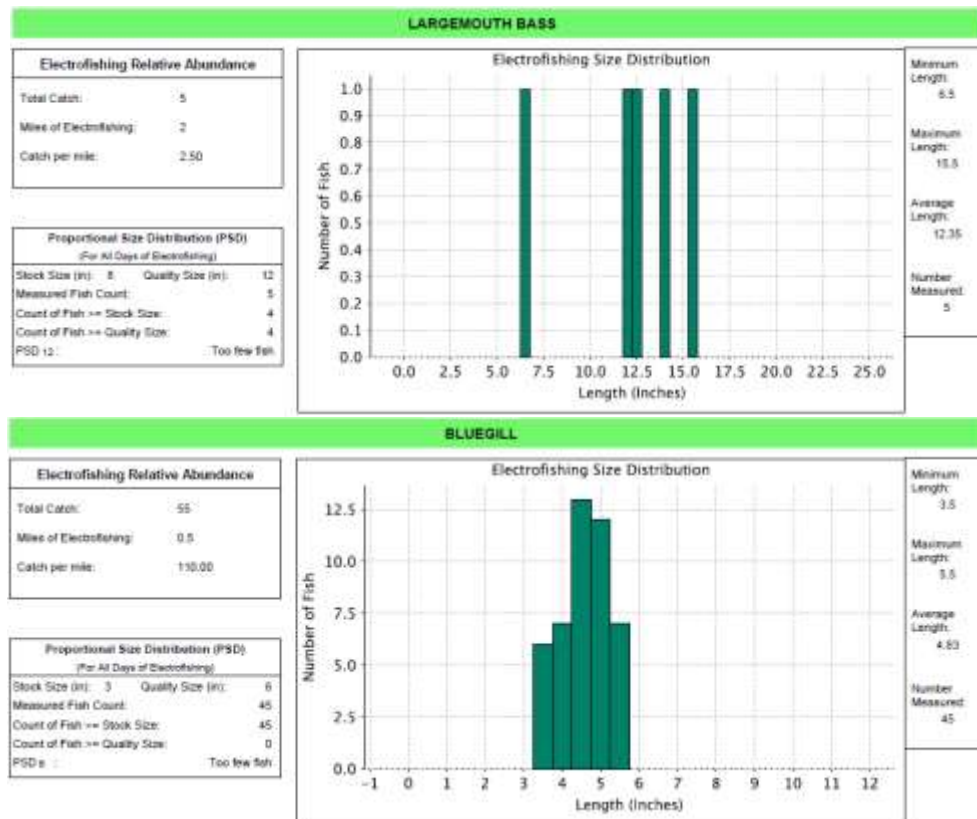 LARGEMOUTH BASS
Electrofishing Relative Abundance
Total Catch: 5
Miles of Electrofishing: 2
Catch per mile: 2.50
Proportional Size Distribution (PSD)
(For All Days of Electrofishing)
Stock Size (in): 8 Quality Size (in): 12
Measured Fish Count: 5
Count of Fish >= Stock Size: 4
Count of Fish >= Quality Size: 4
PSD 12 : Too few fish
Electrofishing Size Distribution
Number of Fish
1.0
0.9
0.8
0.7
0.6
0.5
0.4
0.3
0.2
0.1
0.0
0.0 2.5 5.0 7.5 10.0 12.5 15.0 17.5 20.0 22.5 25.0
Length (Inches)
Minimum
Length:
6.5
Maximum
Length:
15.5
Average
Length:
12.35
Number
Measured:
5
BLUEGILL
Electrofishing Relative Abundance
Total Catch: 55
Miles of Electrofishing: 0.5
Catch per mile: 110.00
Proportional Size Distribution (PSD)
(For All Days of Electrofishing)
Stock Size (in): 3 Quality Size (in): 6
Measured Fish Count: 45
Count of Fish >= Stock Size: 45
Count of Fish >= Quality Size: 0
PSD 6 : Too few fish
Electrofishing Size Distribution
Number of Fish
12.5
10.0
7.5
5.0
2.5
0.0
-1 0 1 2 3 4 5 6 7 8 9 10 11 12
Length (Inches)
Minimum
Length:
3.5
Maximum
Length:
5.5
Average
Length:
4.63
Number
Measured:
45